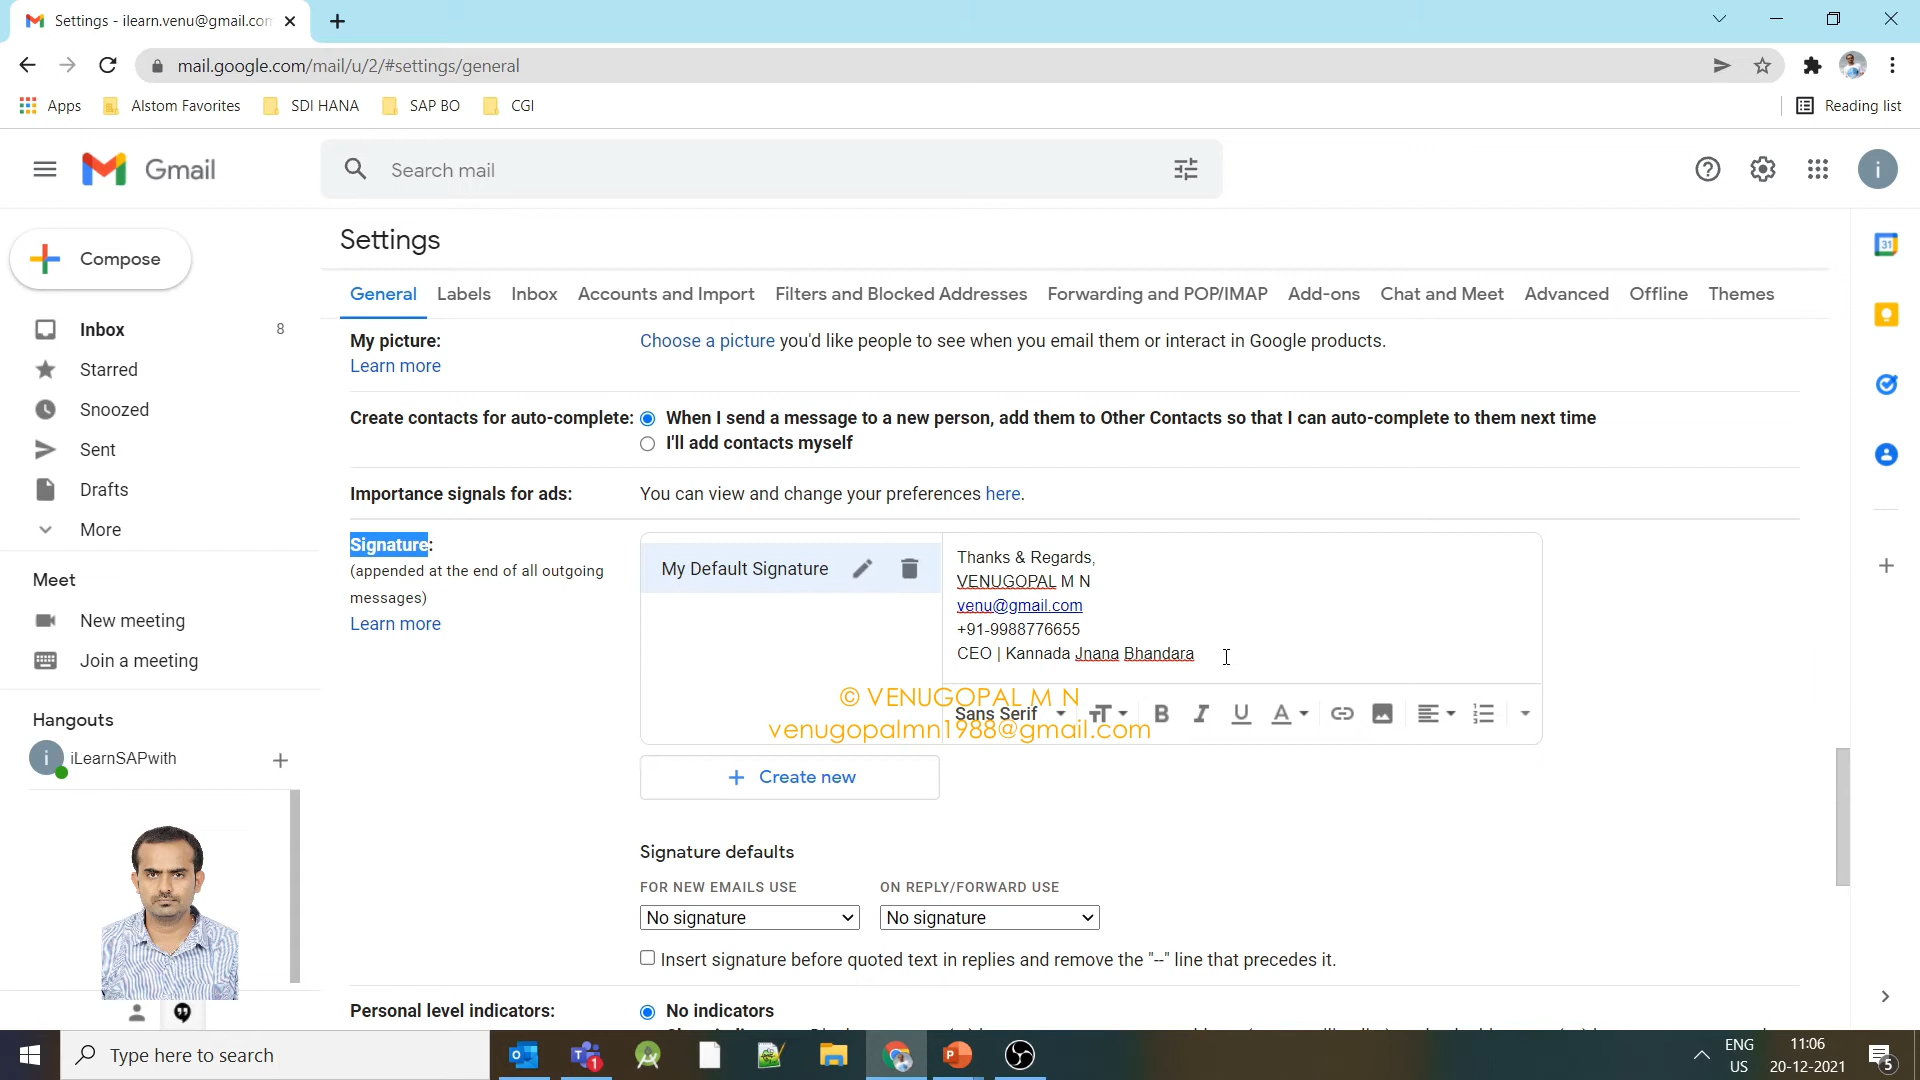 Settings - ilearn.venu@gmail.com
mail.google.com/mail/u/2/#settings/general
Apps
Alstom Favorites
SDI HANA
SAP BO
CGI
Reading list
Gmail
Search mail
i
Compose
Settings
General Labels Inbox Accounts and Import Filters and Blocked Addresses Forwarding and POP/IMAP Add-ons Chat and Meet Advanced Offline Themes
Inbox 8
Starred
Snoozed
Sent
Drafts
More
Meet
New meeting
Join a meeting
Hangouts
i iLearnSAPwith
My picture:
Learn more
Choose a picture you'd like people to see when you email them or interact in Google products.
Create contacts for auto-complete:
When I send a message to a new person, add them to Other Contacts so that I can auto-complete to them next time
I'll add contacts myself
Importance signals for ads:
You can view and change your preferences here.
Signature:
(appended at the end of all outgoing
messages)
Learn more
My Default Signature
Thanks & Regards,
VENUGOPAL M N
venu@gmail.com
+91-9988776655
CEO | Kannada Jnana Bhandara
© VENUGOPAL M N
venugopalmn1988@gmail.com
Sans Serif
Create new
Signature defaults
FOR NEW EMAILS USE
ON REPLY/FORWARD USE
No signature
No signature
Insert signature before quoted text in replies and remove the "--" line that precedes it.
Personal level indicators:
No indicators
31
Type here to search
1
ENG
US
11:06
20-12-2021
5